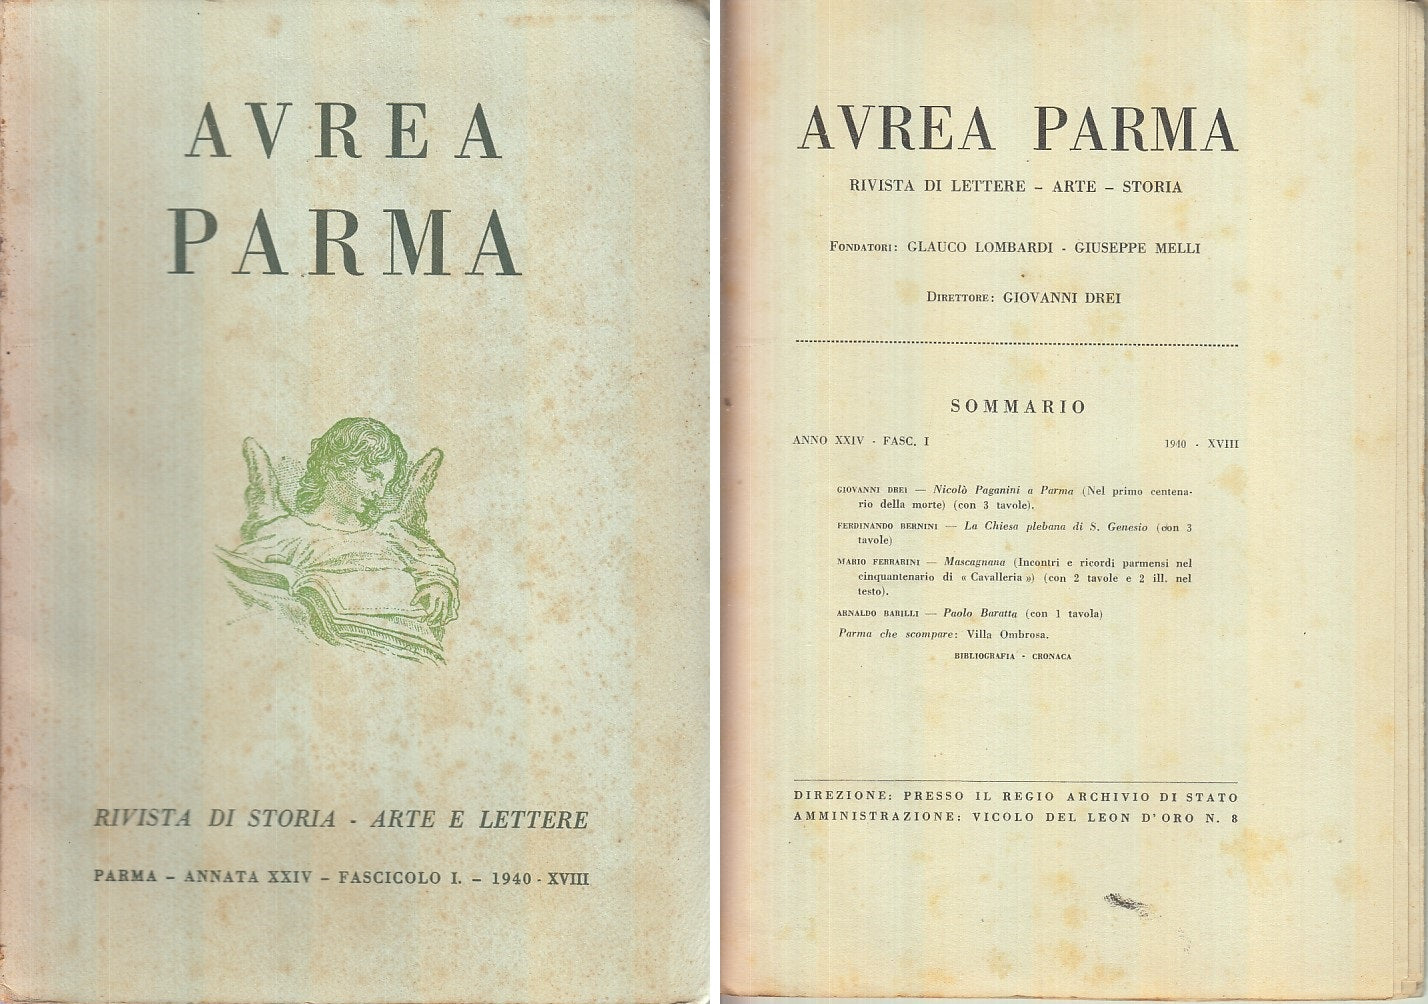 AVREA
PARMA
RIVISTA DI STORIA - ARTE E LETTERE
PARMA – ANNATA XXIV – FASCICOLO I. – 1940 - XVIII
AVREA PARMA
RIVISTA DI LETTERE – ARTE – STORIA
Fondatori: GLAUCO LOMBARDI - GIUSEPPE MELLI
Direttore: GIOVANNI DREI
SOMMARIO
ANNO XXIV - FASC. I 1940 - XVIII
GIOVANNI DREI — Nicolò Paganini a Parma (Nel primo centena-
rio della morte) (con 3 tavole).
FERDINANDO BERNINI — La Chiesa plebana di S. Genesio (con 3
tavole)
MARIO FERRARINI — Mascagnana (Incontri e ricordi parmensi nel
cinquantenario di « Cavalleria ») (con 2 tavole e 2 ill. nel
testo).
ARNALDO BARILLI — Paolo Baratta (con 1 tavola)
Parma che scompare: Villa Ombrosa.
BIBLIOGRAFIA - CRONACA
DIREZIONE: PRESSO IL REGIO ARCHIVIO DI STATO
AMMINISTRAZIONE: VICOLO DEL LEON D'ORO N. 8